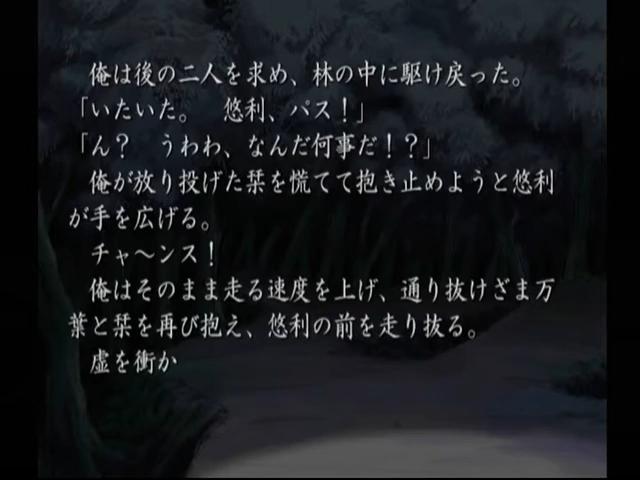 俺は後の二人を求め、林の中に駆け戻った。
「いたいた。　悠利、パス！」
「ん？　うわわ、なんだ何事だ！？」
俺が放り投げた栞を慌てて抱き止めようと悠利
が手を広げる。
チャ～ンス！
俺はそのまま走る速度を上げ、通り抜けざま万
葉と栞を再び抱え、悠利の前を走り抜る。
虚を衝か